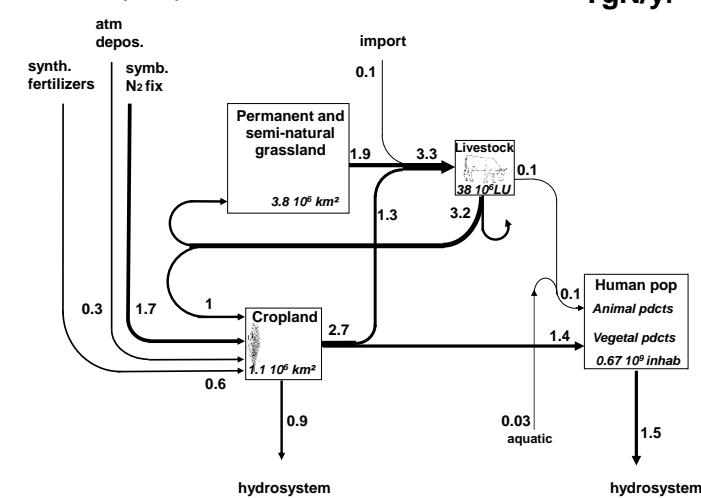 atm
depos.
import
synth.
fertilizers
symb.
N2 fix
0.1
Permanent and
semi-natural
grassland
3.8 10⁶ km²
1.9
3.3
Livestock
38 10⁶LU
0.1
1.3
3.2
1
0.3
1.7
Cropland
1.1 10⁶ km²
2.7
0.6
0.9
hydrosystem
0.1
Human pop
Animal pdcts
Vegetal pdcts
0.67 10⁹ inhab
1.4
0.03
aquatic
1.5
hydrosystem